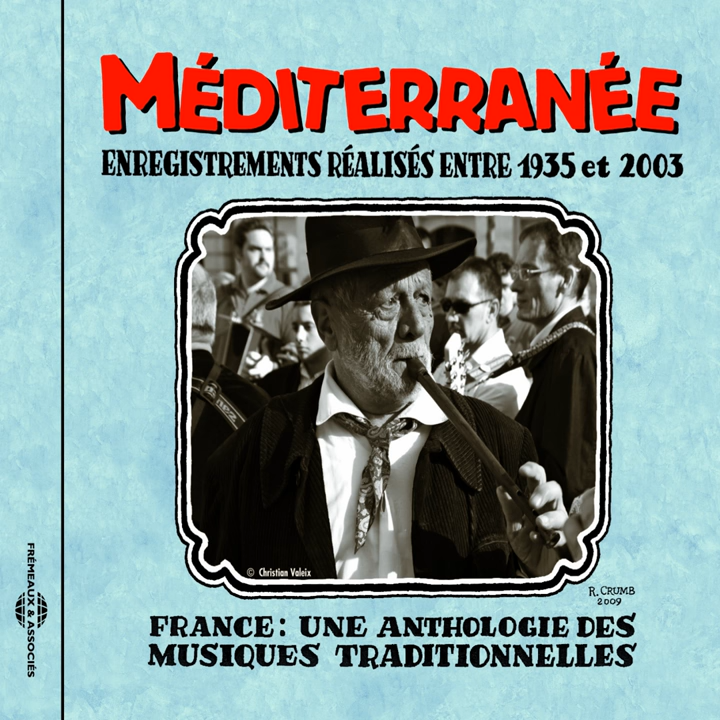 MÉDITERRANÉE
ENREGISTREMENTS RÉALISÉS ENTRE 1935 et 2003
© Christian Valeix
R. CRUMB
2009
FRANCE: UNE ANTHOLOGIE DES
MUSIQUES TRADITIONNELLES
FRÉMEAUX & ASSOCIÉS